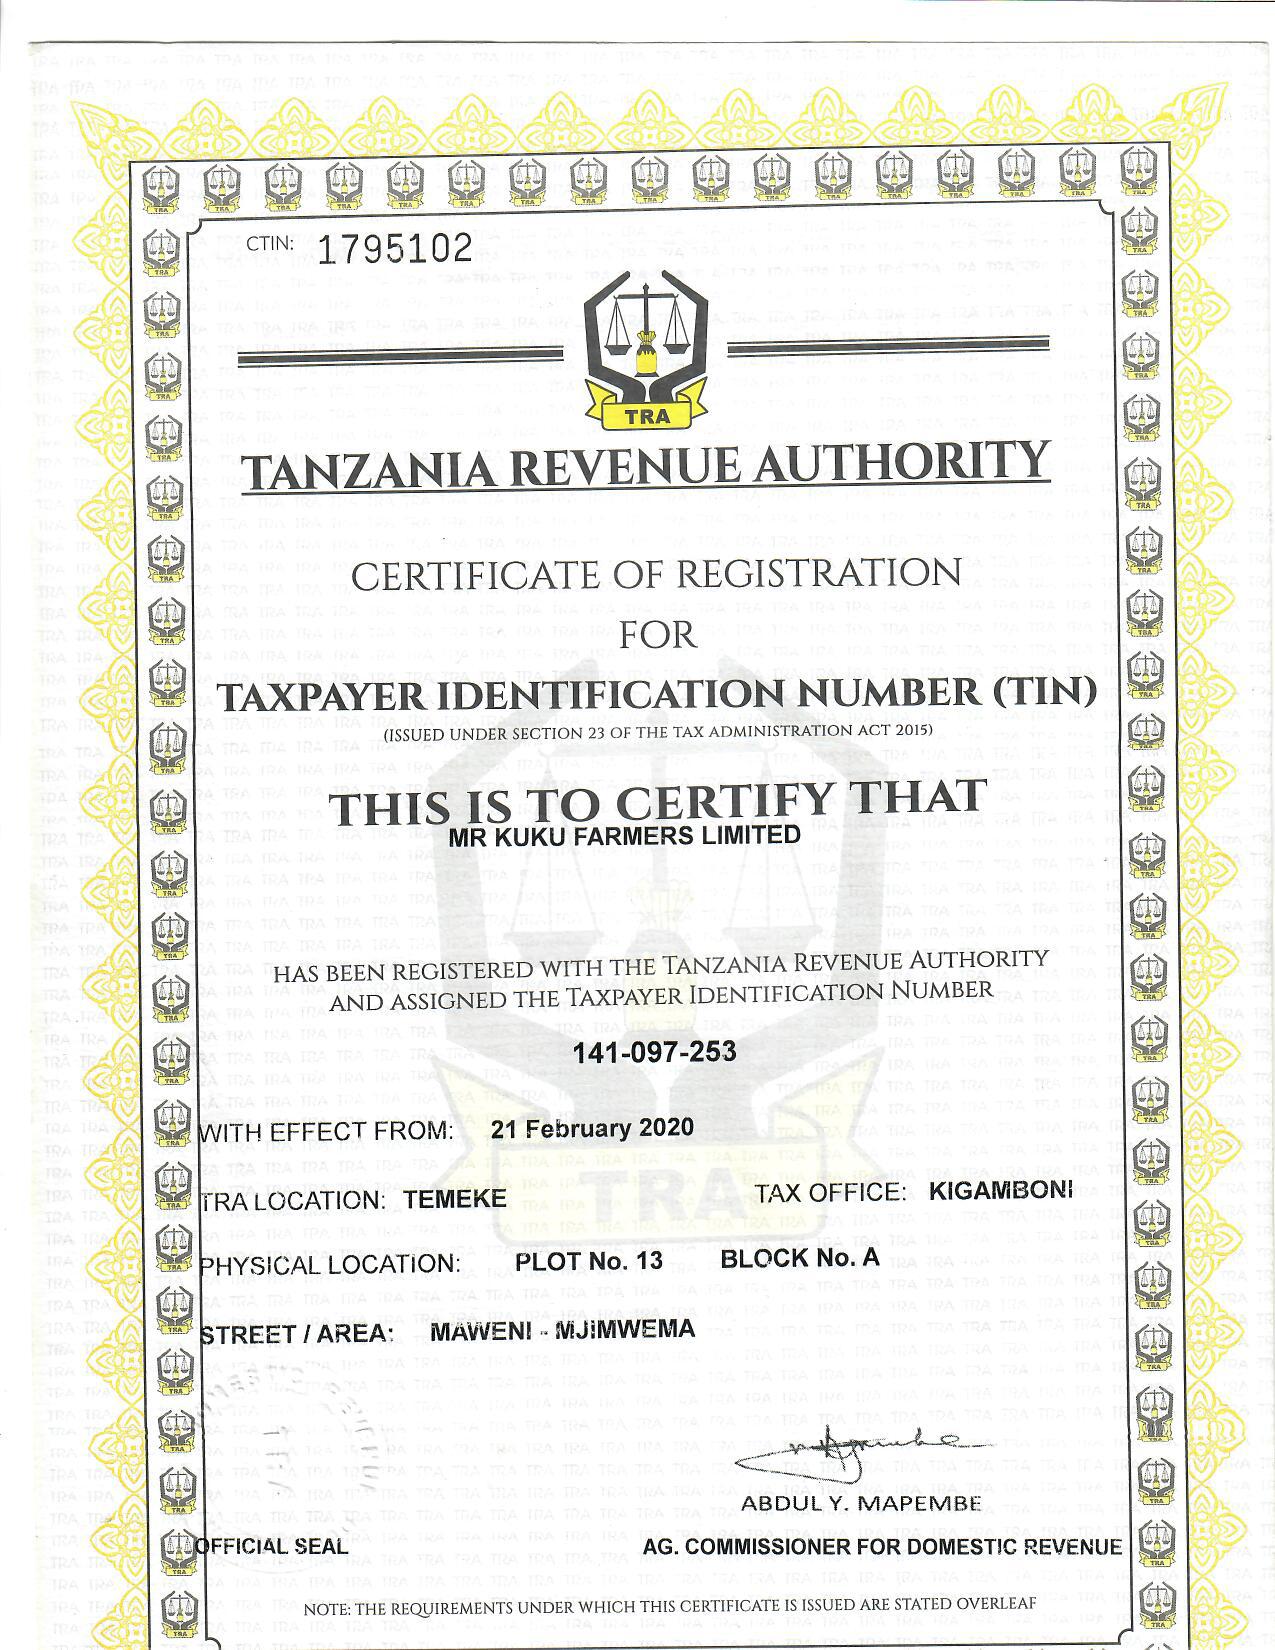 CTIN: 1795102
TRA
TANZANIA REVENUE AUTHORITY
CERTIFICATE OF REGISTRATION
FOR
TAXPAYER IDENTIFICATION NUMBER (TIN)
(ISSUED UNDER SECTION 23 OF THE TAX ADMINISTRATION ACT 2015)
THIS IS TO CERTIFY THAT
MR KUKU FARMERS LIMITED
HAS BEEN REGISTERED WITH THE TANZANIA REVENUE AUTHORITY
AND ASSIGNED THE TAXPAYER IDENTIFICATION NUMBER
141-097-253
WITH EFFECT FROM: 21 February 2020
TRA LOCATION: TEMEKE TAX OFFICE: KIGAMBONI
PHYSICAL LOCATION: PLOT No. 13 BLOCK No. A
STREET / AREA: MAWENI - MJIMWEMA
ABDUL Y. MAPEMBE
OFFICIAL SEAL AG. COMMISSIONER FOR DOMESTIC REVENUE
NOTE: THE REQUIREMENTS UNDER WHICH THIS CERTIFICATE IS ISSUED ARE STATED OVERLEAF